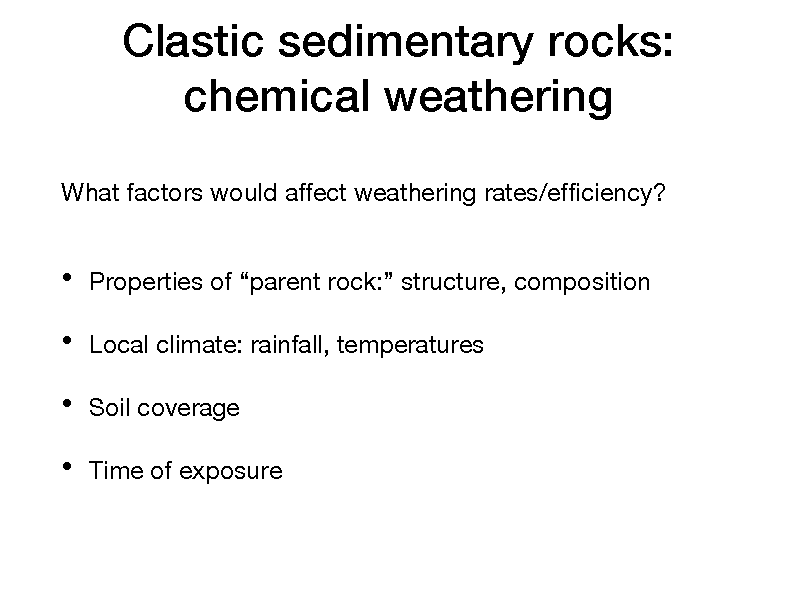 Clastic sedimentary rocks:
chemical weathering
What factors would affect weathering rates/efficiency?
• Properties of “parent rock:” structure, composition
• Local climate: rainfall, temperatures
• Soil coverage
• Time of exposure